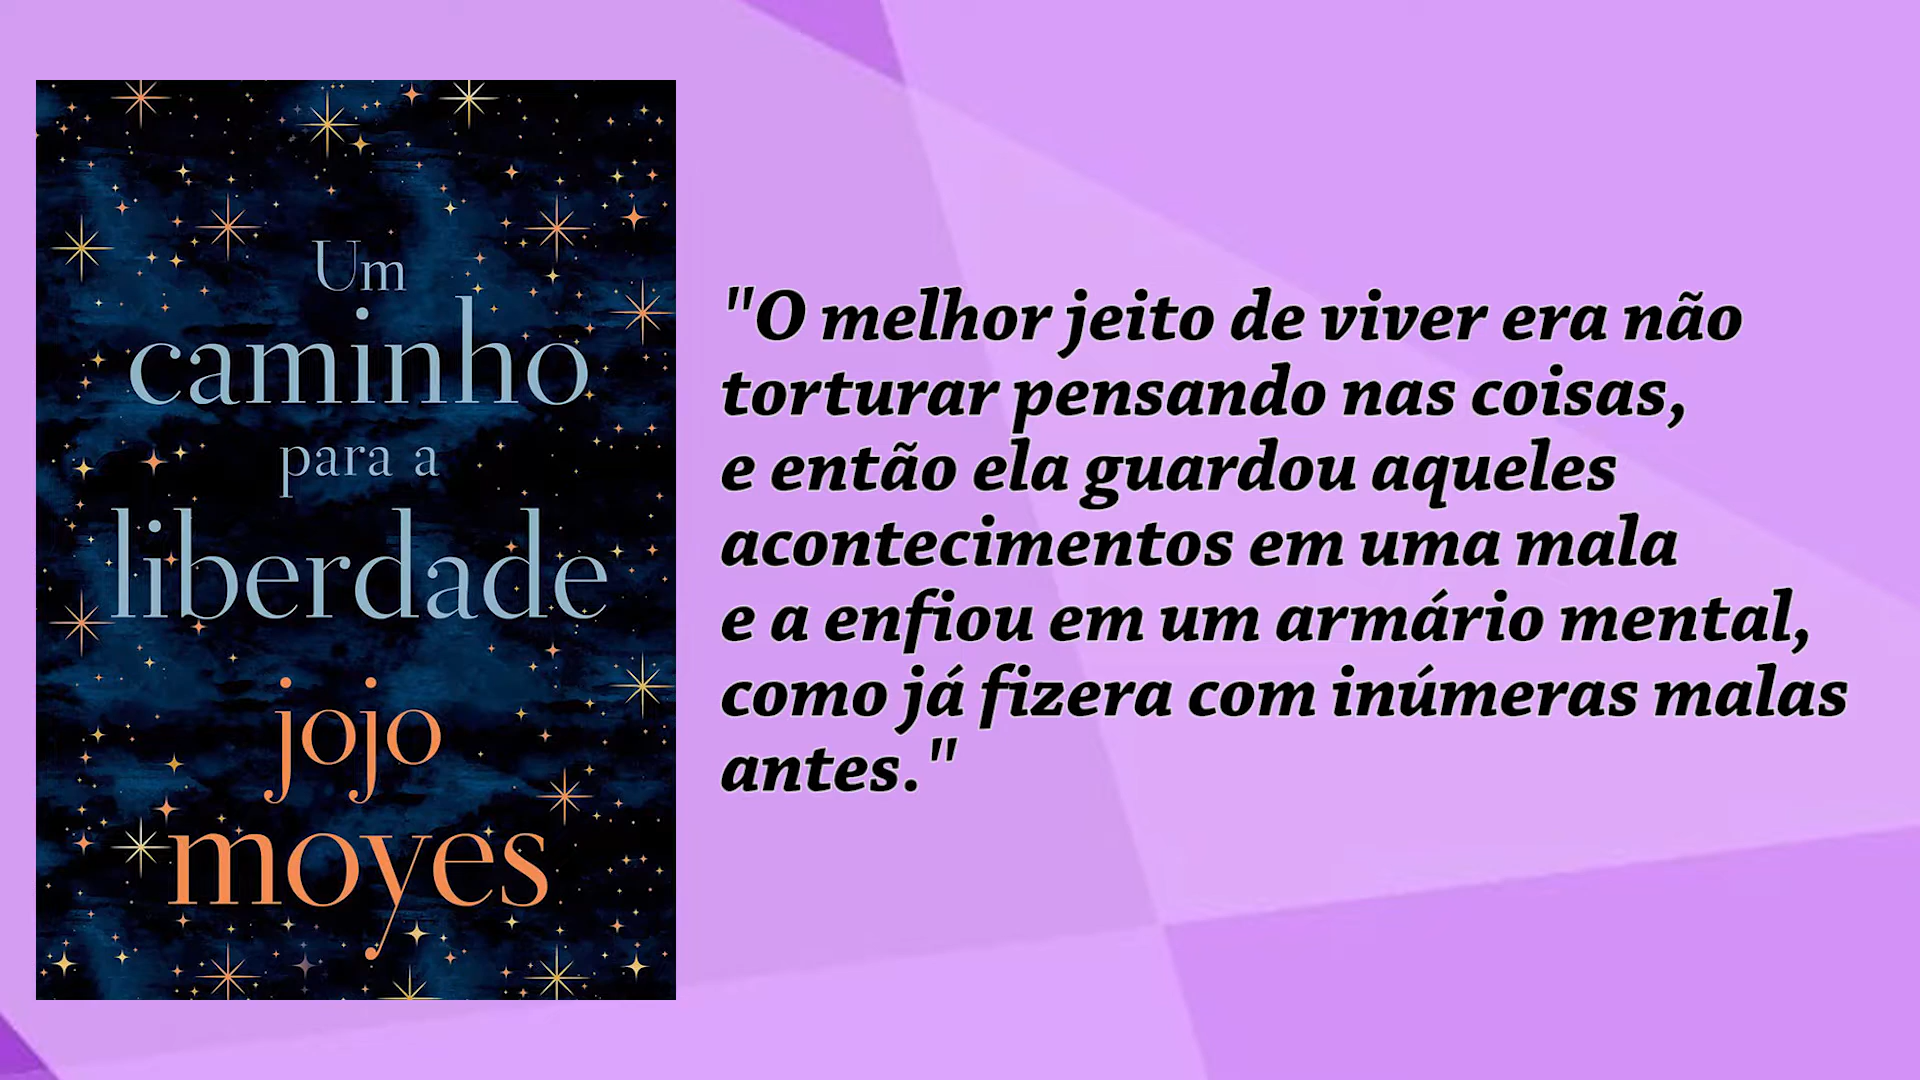 Um
caminho
para a
liberdade
jojo
moyes
"O melhor jeito de viver era não
torturar pensando nas coisas,
e então ela guardou aqueles
acontecimentos em uma mala
e a enfiou em um armário mental,
como já fizera com inúmeras malas
antes."